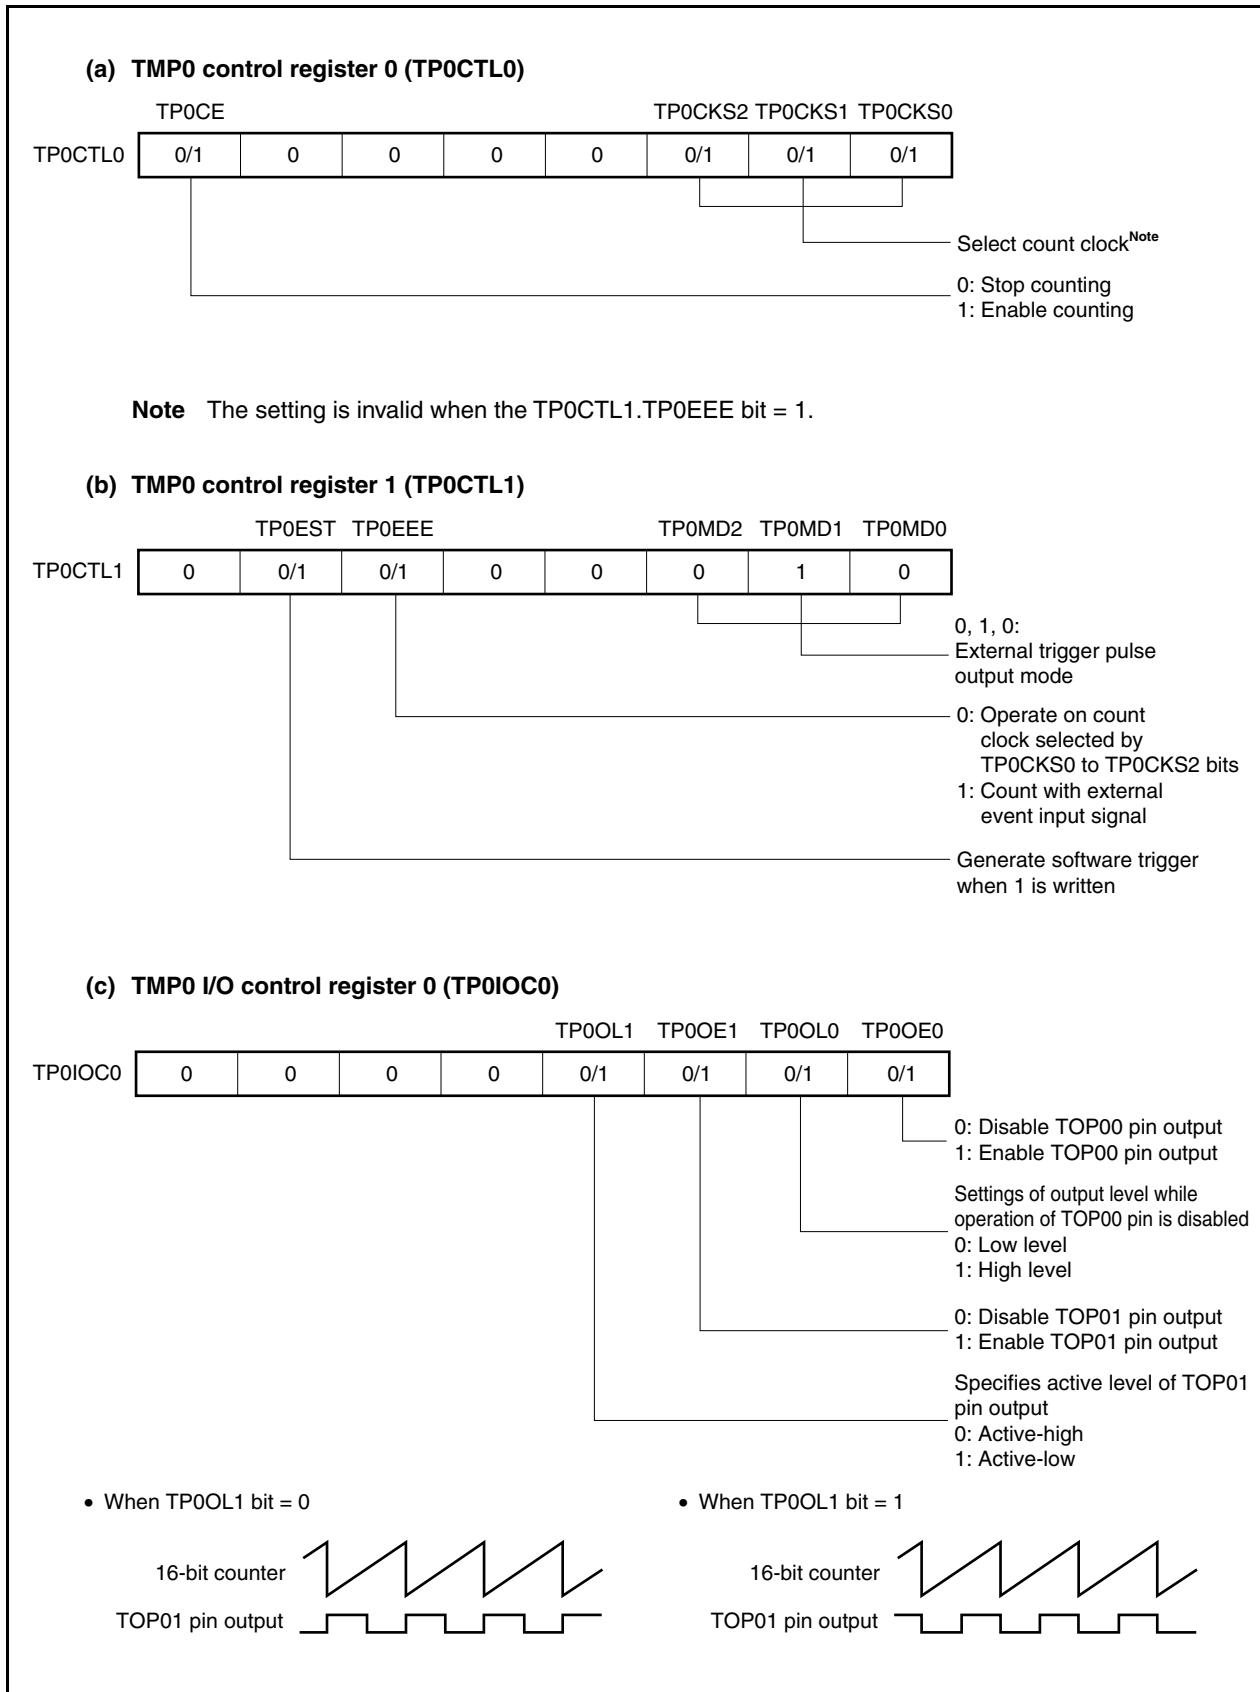 (a) TMP0 control register 0 (TP0CTL0)
TP0CE TP0CKS2 TP0CKS1 TP0CKS0
TP0CTL0 0/1 0 0 0 0 0/1 0/1 0/1
Select count clockNote
0: Stop counting
1: Enable counting
Note The setting is invalid when the TP0CTL1.TP0EEE bit = 1.
(b) TMP0 control register 1 (TP0CTL1)
TP0EST TP0EEE TP0MD2 TP0MD1 TP0MD0
TP0CTL1 0 0/1 0/1 0 0 0 1 0
0, 1, 0:
External trigger pulse
output mode
0: Operate on count
clock selected by
TP0CKS0 to TP0CKS2 bits
1: Count with external
event input signal
Generate software trigger
when 1 is written
(c) TMP0 I/O control register 0 (TP0IOC0)
TP0OL1 TP0OE1 TP0OL0 TP0OE0
TP0IOC0 0 0 0 0 0/1 0/1 0/1 0/1
0: Disable TOP00 pin output
1: Enable TOP00 pin output
Settings of output level while
operation of TOP00 pin is disabled
0: Low level
1: High level
0: Disable TOP01 pin output
1: Enable TOP01 pin output
Specifies active level of TOP01
pin output
0: Active-high
1: Active-low
• When TP0OL1 bit = 0
16-bit counter
TOP01 pin output
• When TP0OL1 bit = 1
16-bit counter
TOP01 pin output